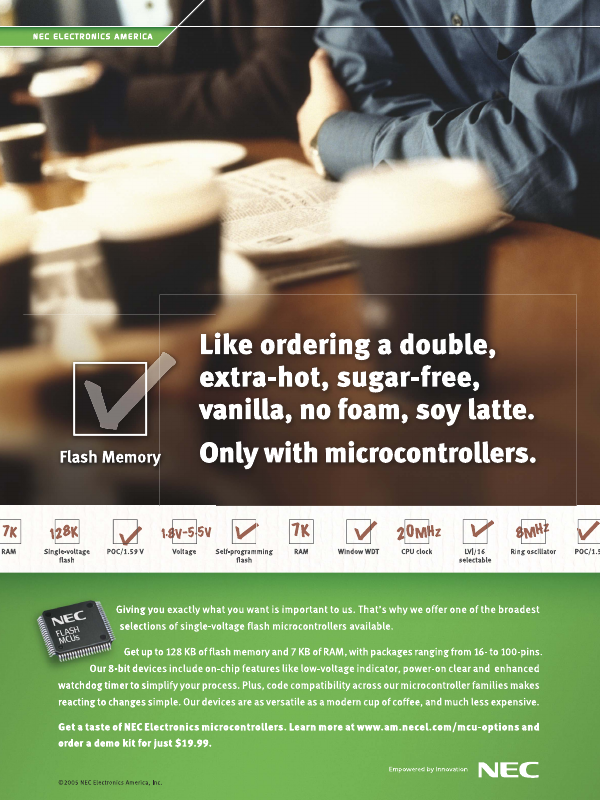 NEC ELECTRONICS AMERICA
Like ordering a double,
extra-hot, sugar-free,
vanilla, no foam, soy latte.
Only with microcontrollers.
Flash Memory
7K
RAM
128K
Single-voltage
flash
POC/1.59 V
1.8V-5.5V
Voltage
Self-programming
flash
7K
RAM
Window WDT
20MHz
CPU clock
LVI/16
selectable
8MHz
Ring oscillator
POC/1.5
NEC
FLASH
MCUs
Giving you exactly what you want is important to us. That's why we offer one of the broadest
selections of single-voltage flash microcontrollers available.
Get up to 128 KB of flash memory and 7 KB of RAM, with packages ranging from 16- to 100-pins.
Our 8-bit devices include on-chip features like low-voltage indicator, power-on clear and enhanced
watchdog timer to simplify your process. Plus, code compatibility across our microcontroller families makes
reacting to changes simple. Our devices are as versatile as a modern cup of coffee, and much less expensive.
Get a taste of NEC Electronics microcontrollers. Learn more at www.am.necel.com/mcu-options and
order a demo kit for just $19.99.
Empowered by Innovation
NEC
©2005 NEC Electronics America, Inc.